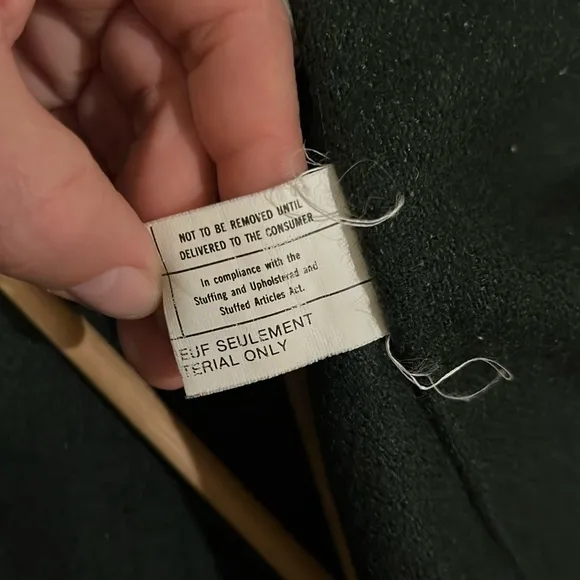 NOT TO BE REMOVED UNTIL
DELIVERED TO THE CONSUMER
In compliance with the
Stuffing and Upholstered and
Stuffed Articles Act.
EUF SEULEMENT
TERIAL ONLY